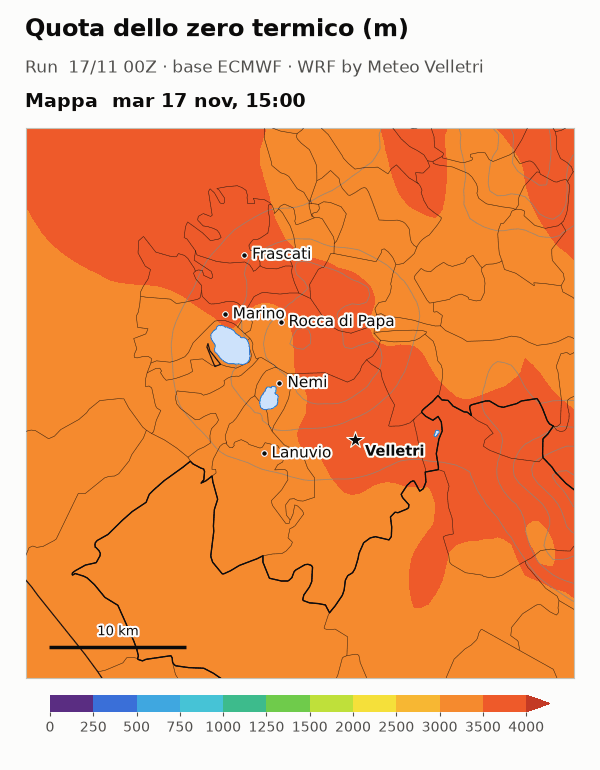 Quota dello zero termico (m)
Run  17/11 00Z · base ECMWF · WRF by Meteo Velletri
Mappa  mar 17 nov, 15:00
Frascati
Marino
Rocca di Papa
Nemi
Velletri
Lanuvio
10 km
0 250 500 750 1000 1250 1500 2000 2500 3000 3500 4000